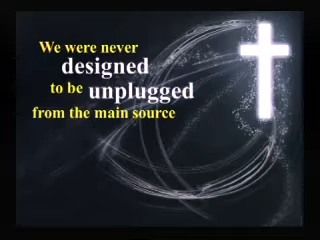 We were never
designed
to be unplugged
from the main source